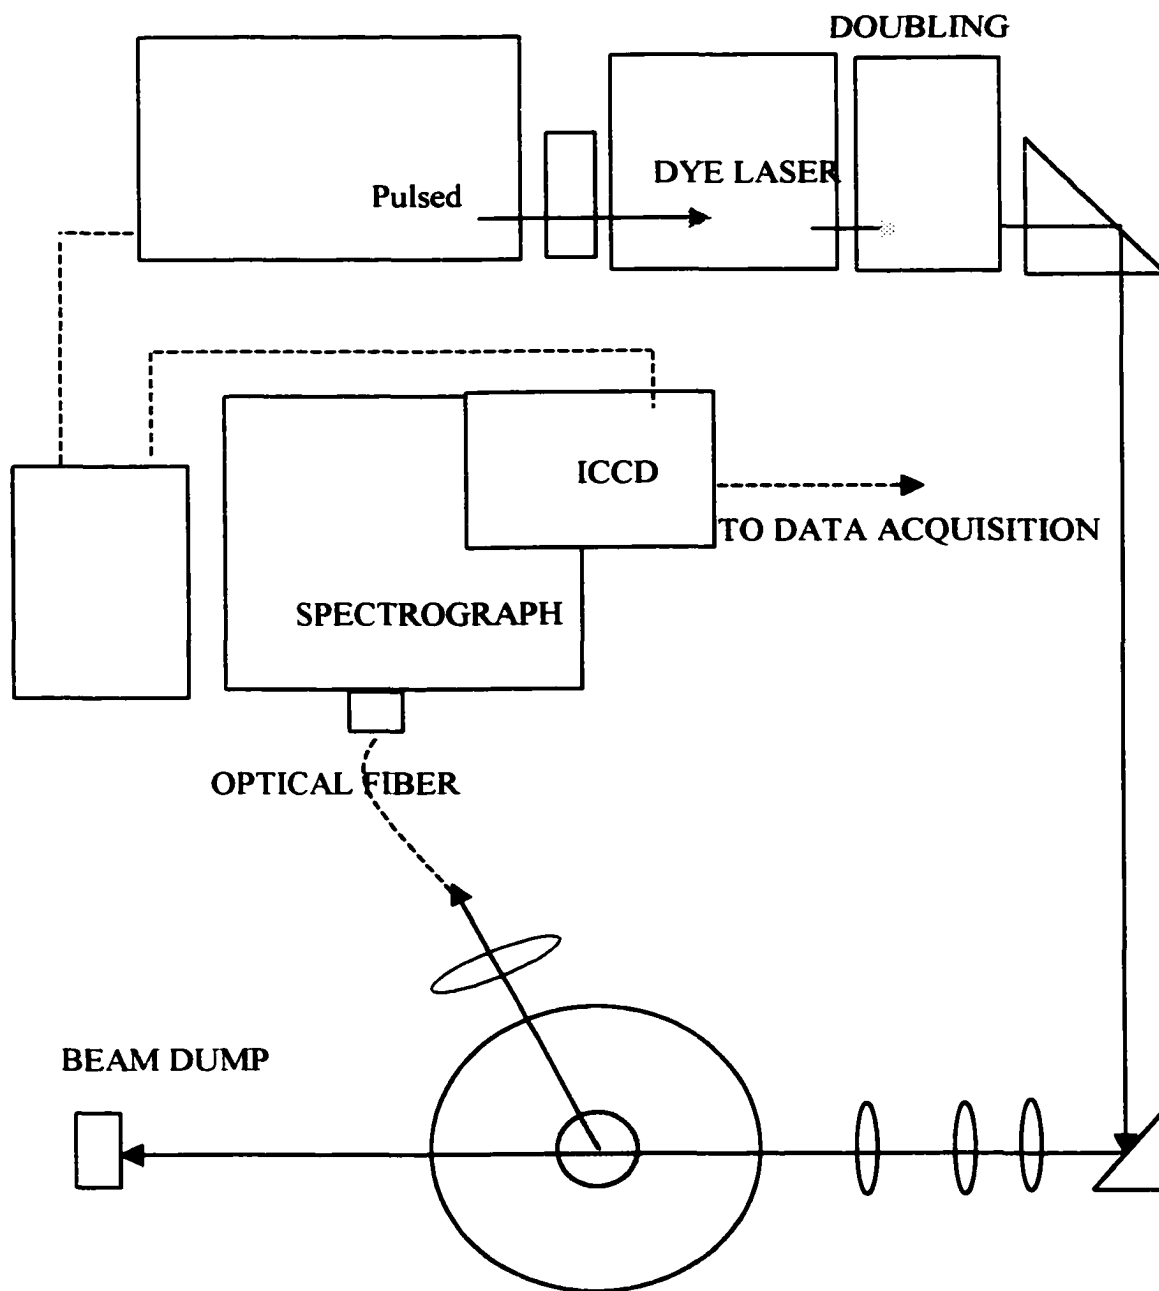 DOUBLING
Pulsed
DYE LASER
ICCD
TO DATA ACQUISITION
SPECTROGRAPH
OPTICAL FIBER
BEAM DUMP